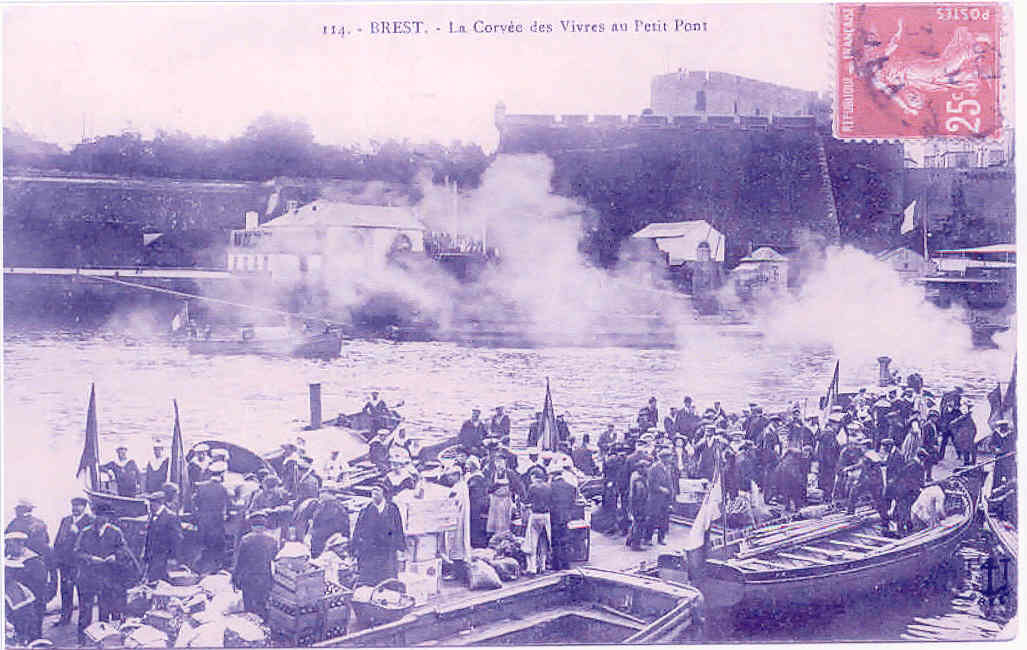 114. - BREST. - La Corvée des Vivres au Petit Pont
POSTES
RÉPUBLIQUE FRANÇAISE
25c